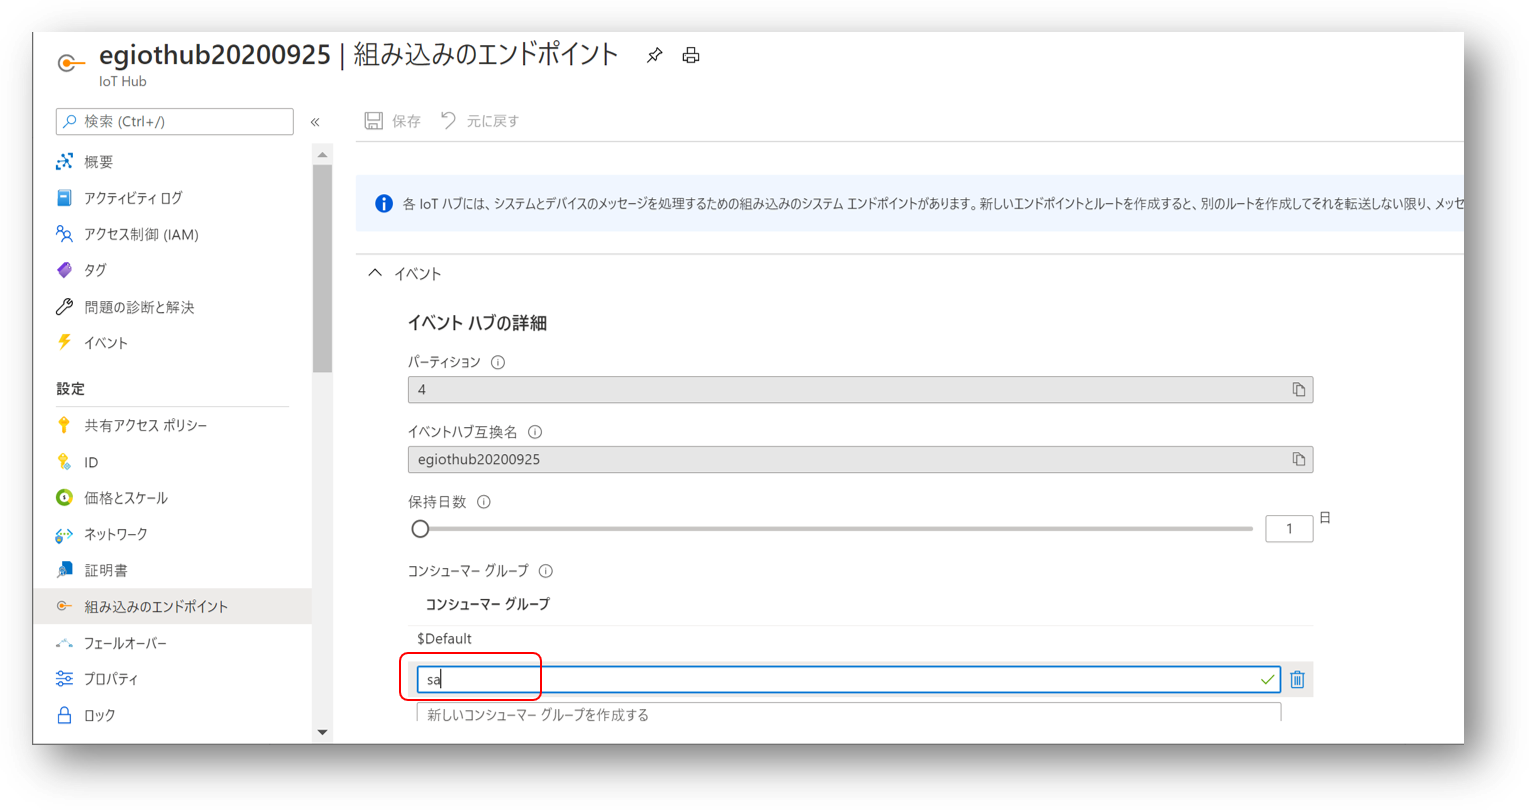 egiothub20200925 | 組み込みのエンドポイント
IoT Hub
検索 (Ctrl+/)
«
概要
アクティビティ ログ
アクセス制御 (IAM)
タグ
問題の診断と解決
イベント
設定
共有アクセス ポリシー
ID
価格とスケール
ネットワーク
証明書
組み込みのエンドポイント
フェールオーバー
プロパティ
ロック
保存 元に戻す
各 IoT ハブには、システムとデバイスのメッセージを処理するための組み込みのシステム エンドポイントがあります。新しいエンドポイントとルートを作成すると、別のルートを作成してそれを転送しない限り、メッセ
イベント
イベント ハブの詳細
パーティション
4
イベントハブ互換名
egiothub20200925
保持日数
1 日
コンシューマー グループ
コンシューマー グループ
$Default
sa
新しいコンシューマー グループを作成する